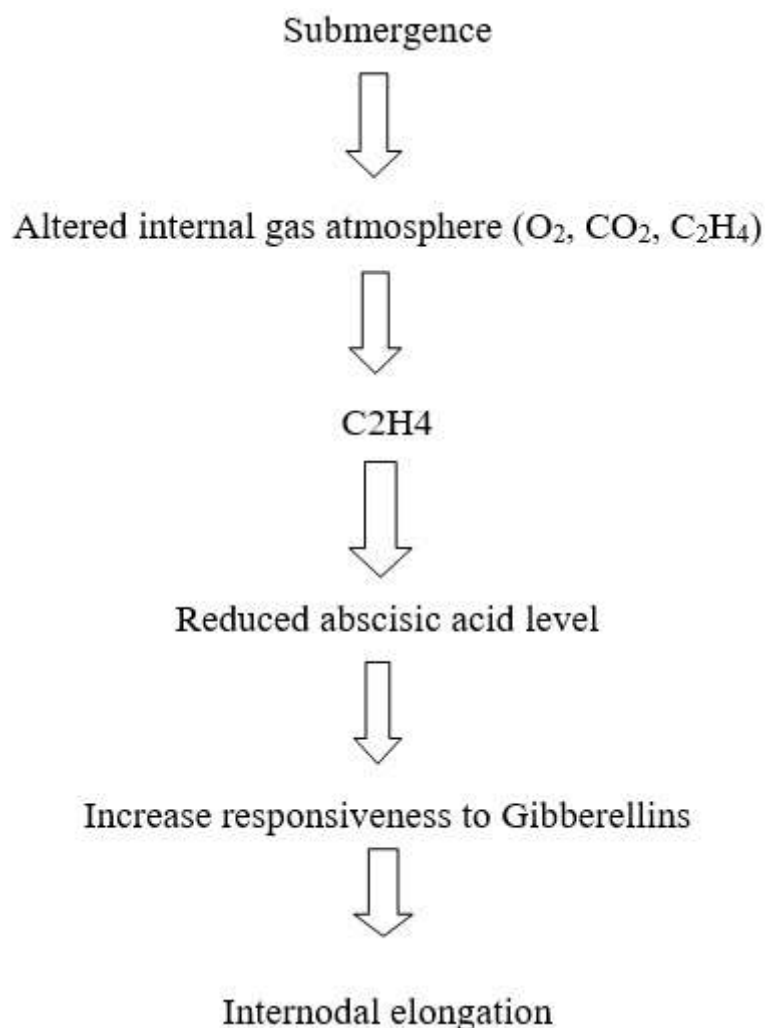 Submergence
Altered internal gas atmosphere (O₂, CO₂, C₂H₄)
C2H4
Reduced abscisic acid level
Increase responsiveness to Gibberellins
Internodal elongation